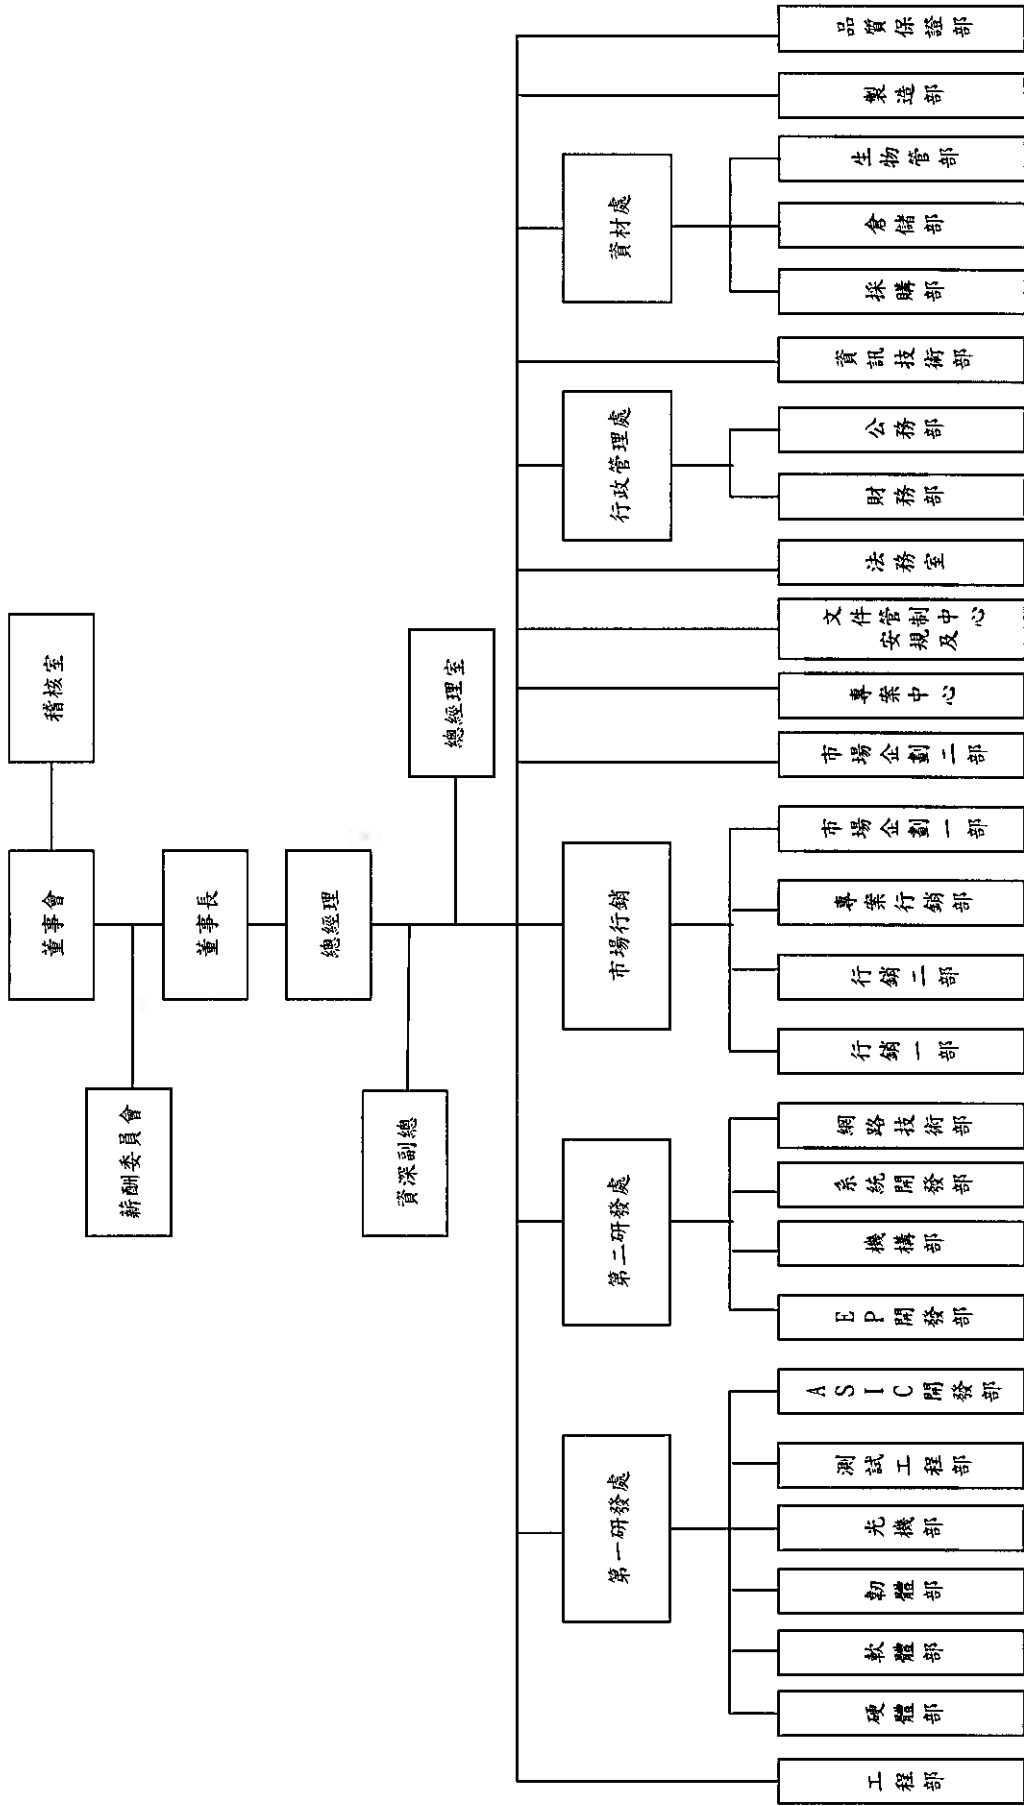 董事會
稽核室
薪酬委員會
董事長
總經理
資深副總
總經理室
第一研發處
第二研發處
市場行銷
行政管理處
資材處
工程部
硬體部
軟體部
韌體部
光機部
測試工程部
ASIC開發部
EP開發部
機構部
系統開發部
網路技術部
行銷一部
行銷二部
專案行銷部
市場企劃一部
市場企劃二部
專案中心
文件管制中心
安規及
法務室
財務部
公務部
資訊技術部
採購部
倉儲部
生物管部
製造部
品質保證部